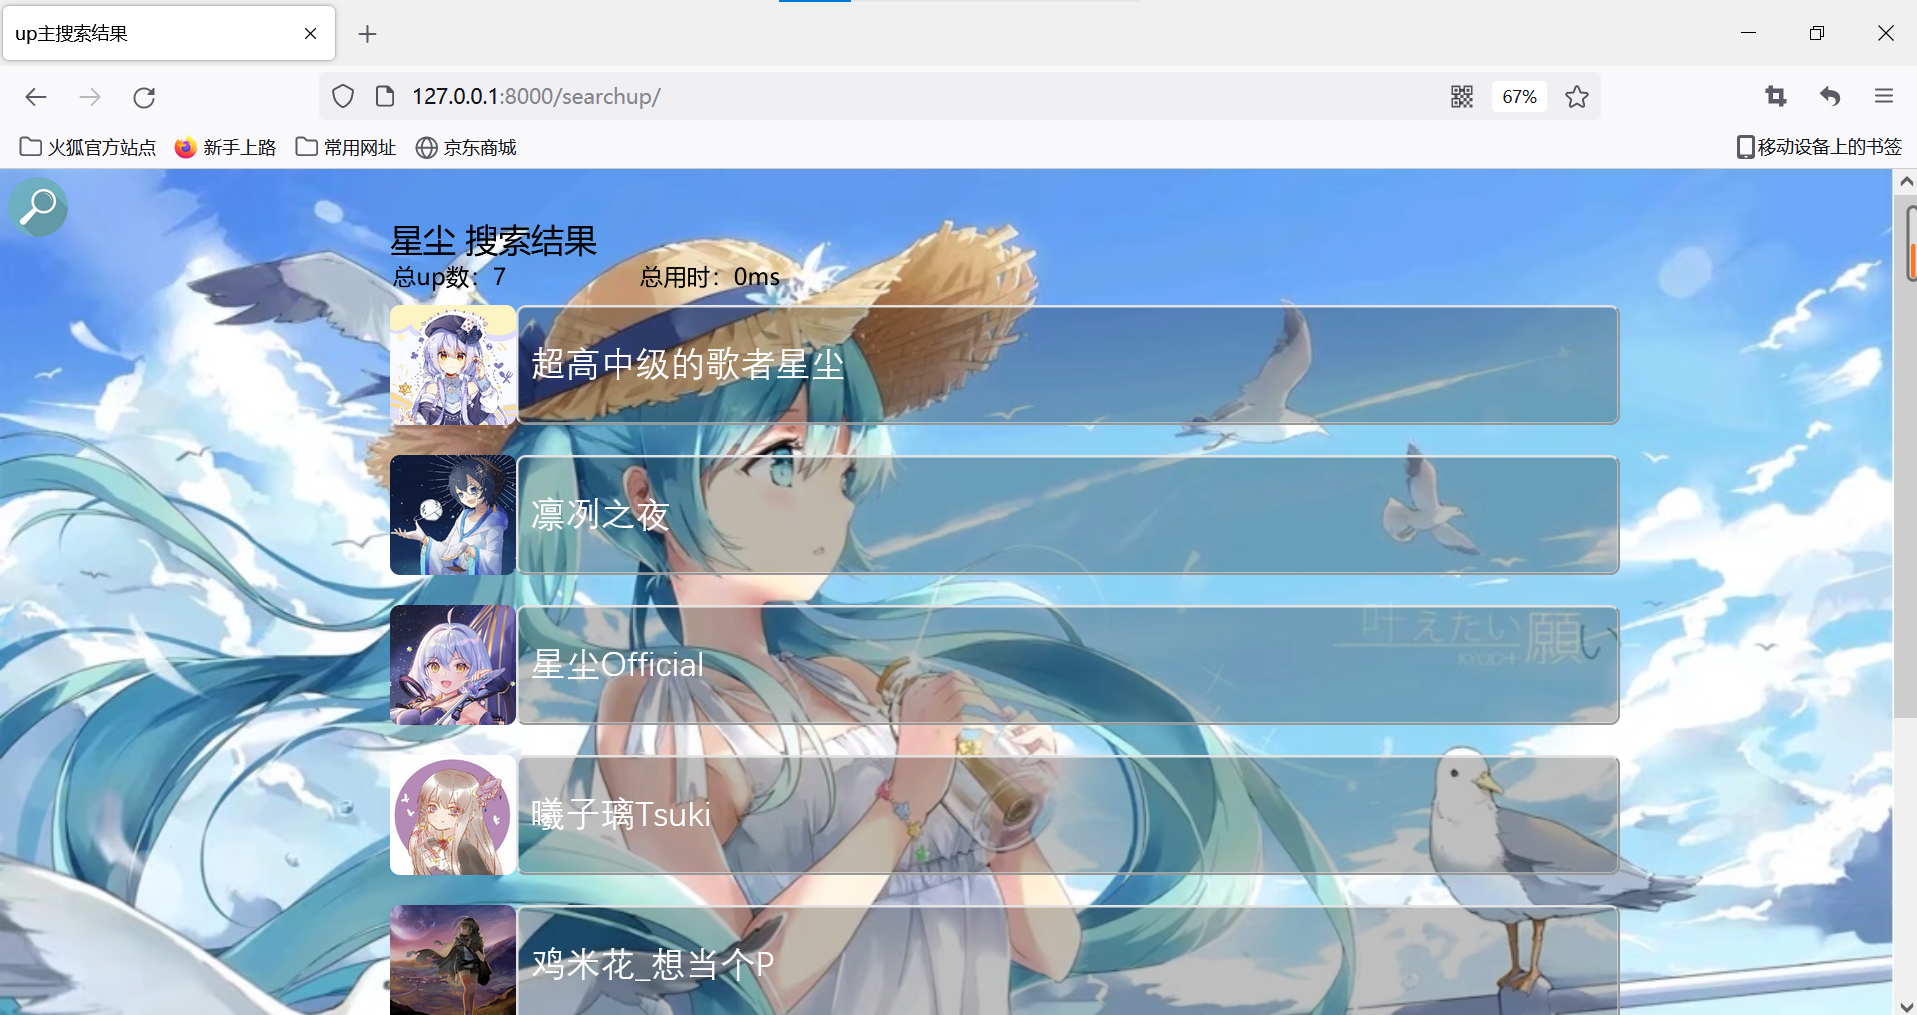 up主搜索结果
127.0.0.1:8000/searchup/
67%
火狐官方站点 新手上路 常用网址 京东商城 移动设备上的书签
星尘 搜索结果
总up数：7 总用时：0ms
超高中级的歌者星尘
凛冽之夜
星尘Official
叶えたい願い
曦子璃Tsuki
鸡米花_想当个P